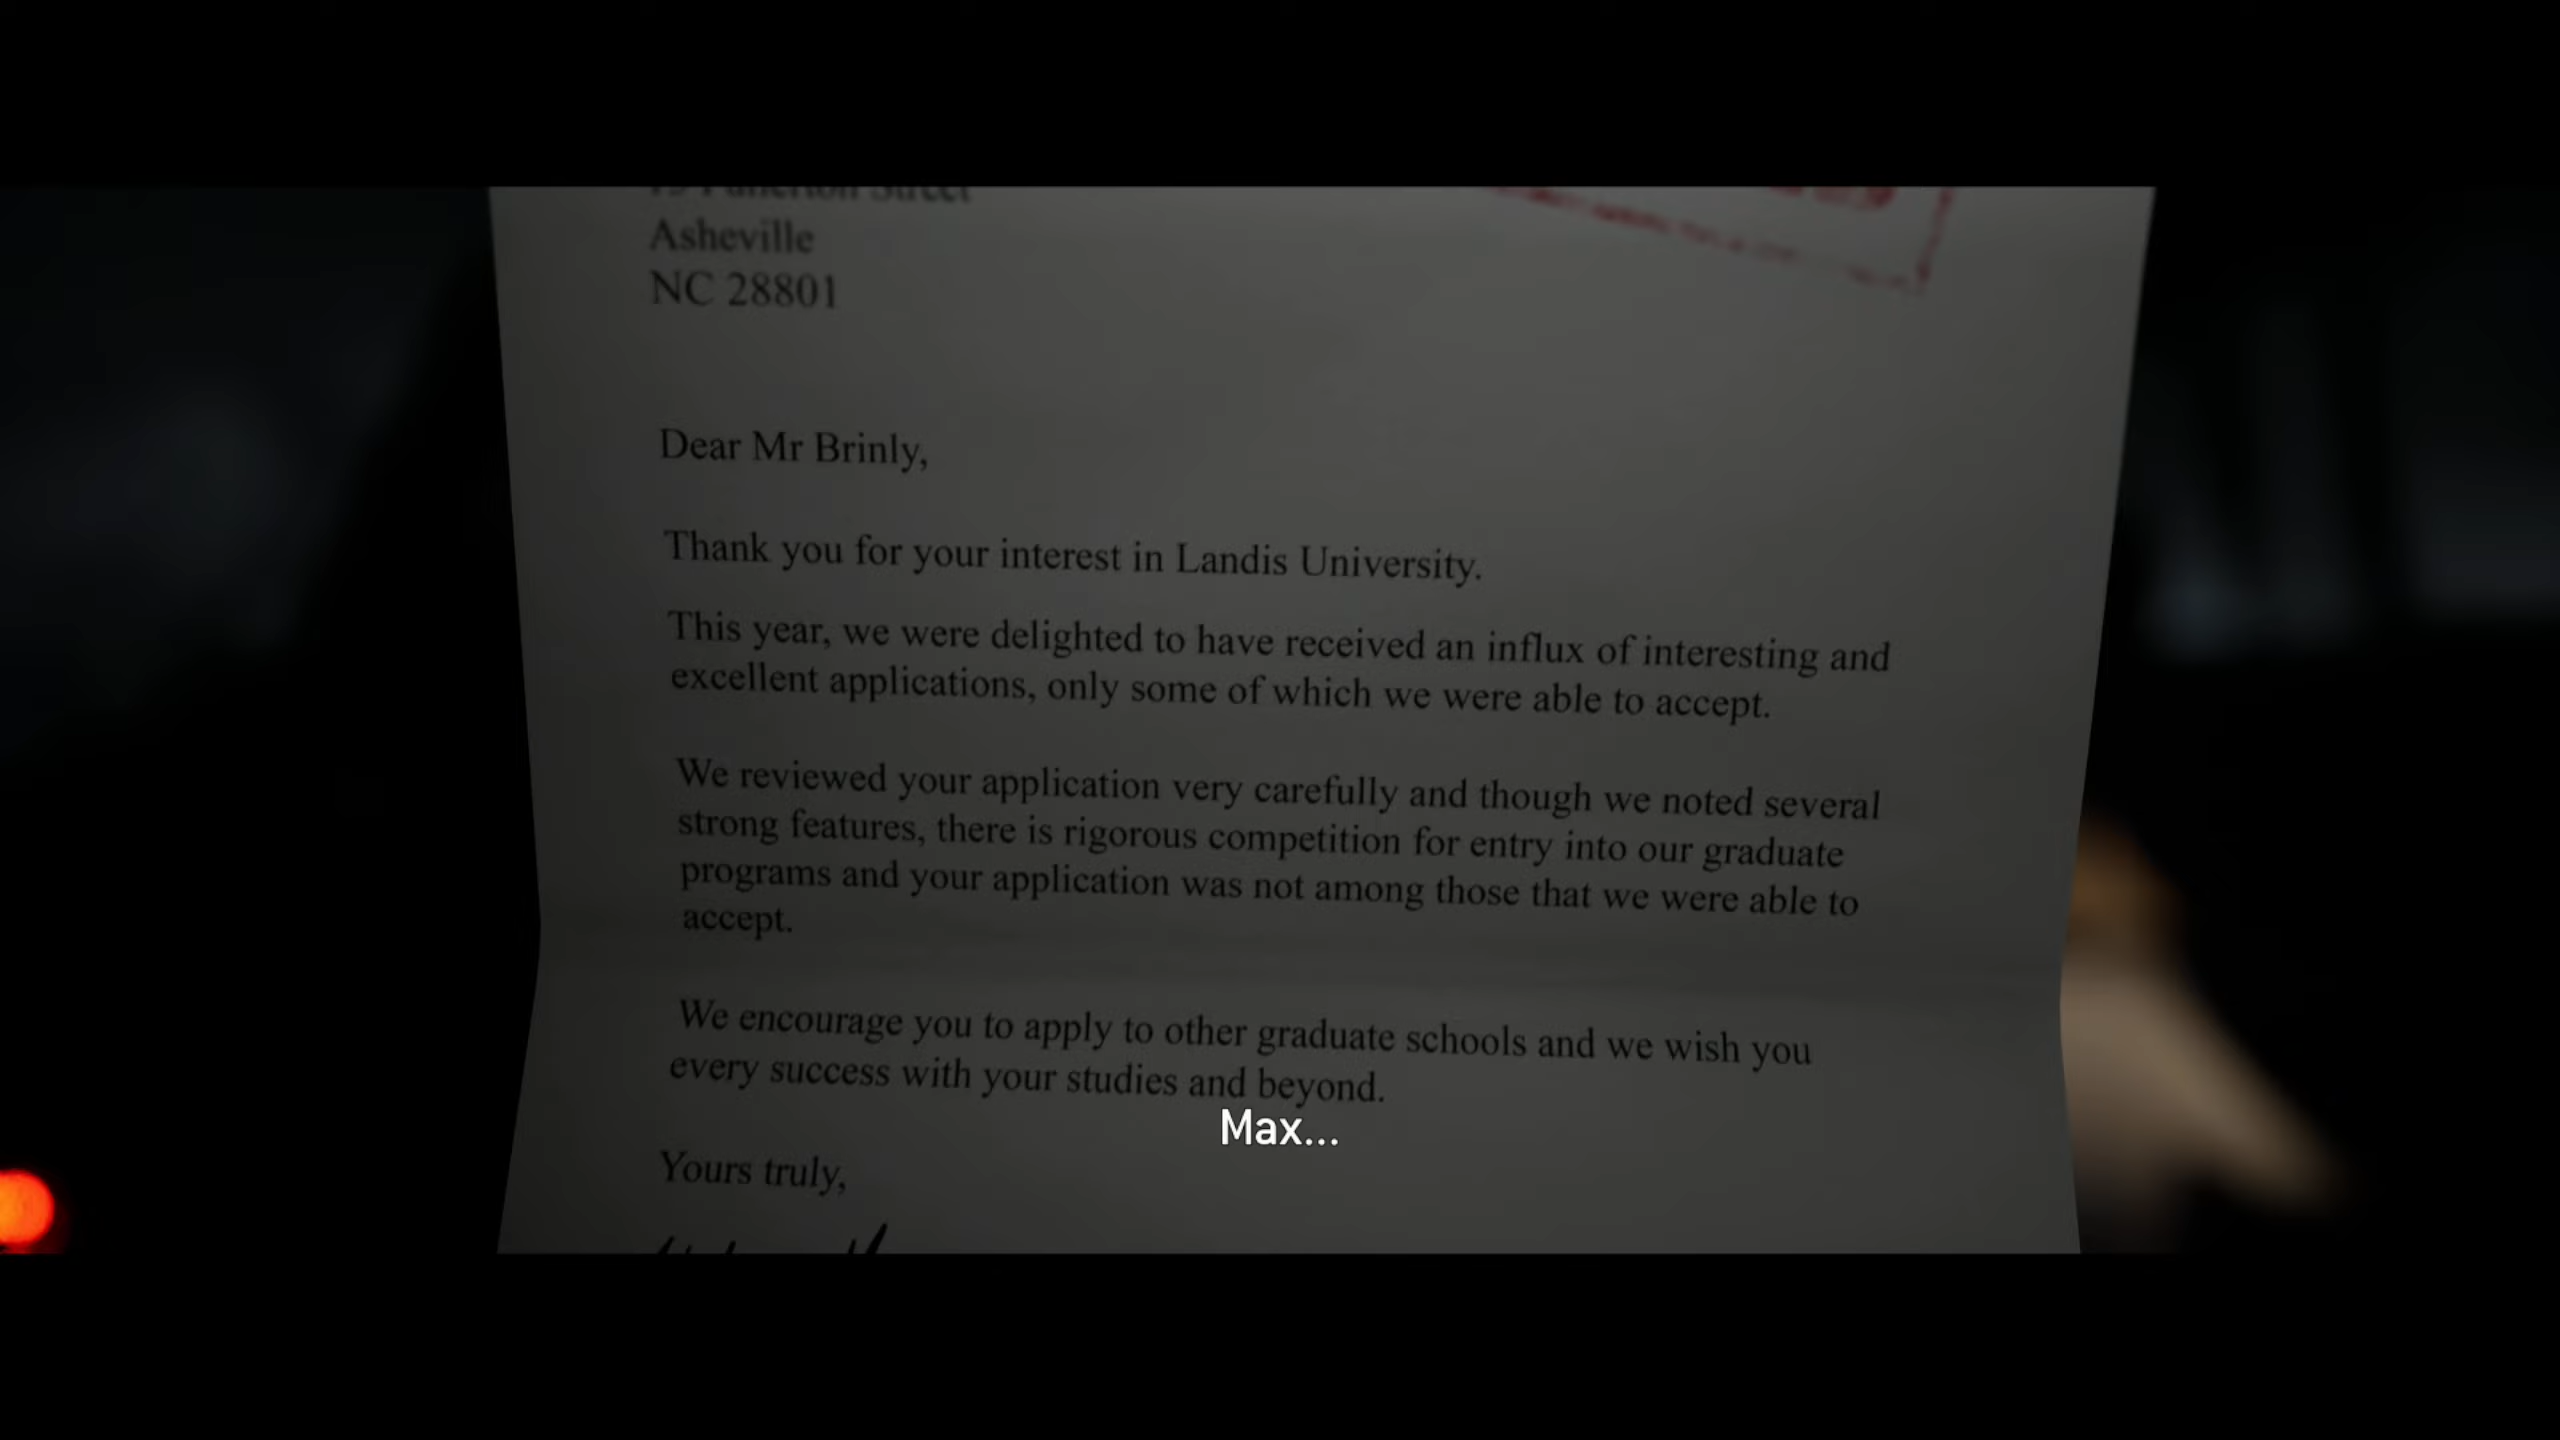 Street
Asheville
NC 28801
Dear Mr Brinly,
Thank you for your interest in Landis University.
This year, we were delighted to have received an influx of interesting and
excellent applications, only some of which we were able to accept.
We reviewed your application very carefully and though we noted several
strong features, there is rigorous competition for entry into our graduate
programs and your application was not among those that we were able to
accept.
We encourage you to apply to other graduate schools and we wish you
every success with your studies and beyond.
Max...
Yours truly,